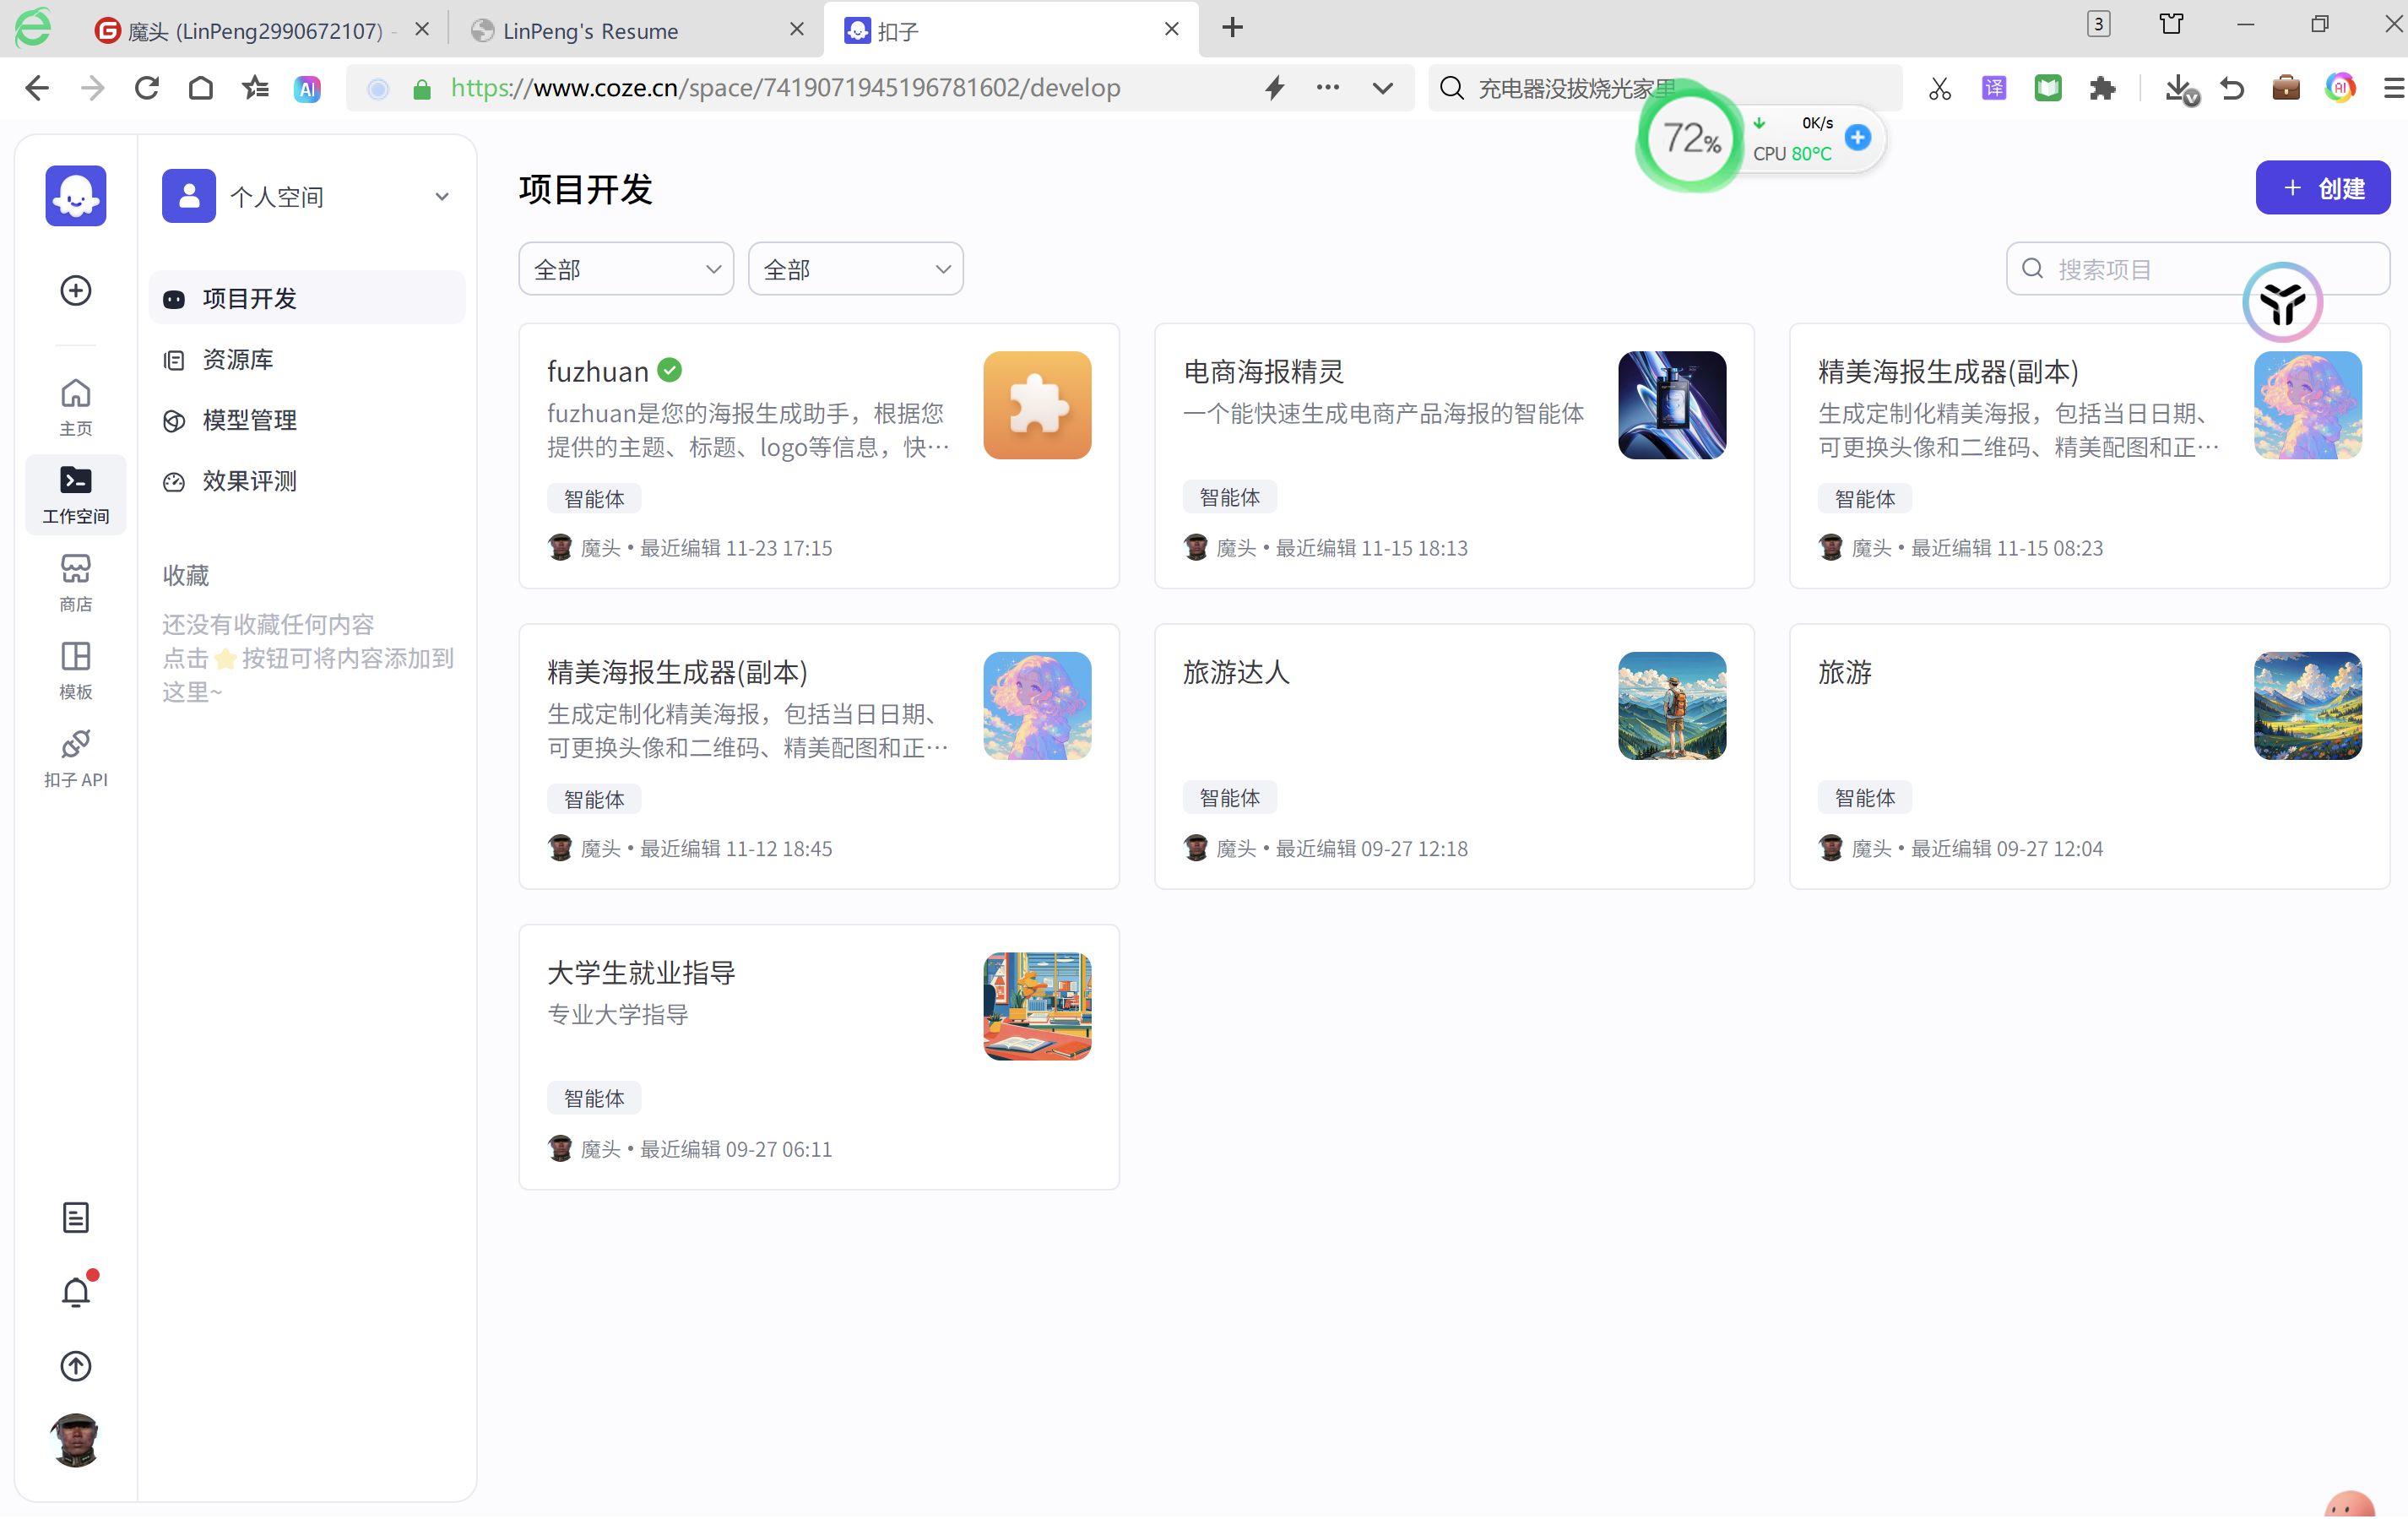 魔头 (LinPeng2990672107) -
LinPeng's Resume
扣子
3
AI
https://www.coze.cn/space/7419071945196781602/develop
充电器没拔烧光家里
译
AI
72%
0K/s
CPU 80°C
个人空间
项目开发
资源库
模型管理
效果评测
收藏
还没有收藏任何内容
点击⭐按钮可将内容添加到
这里~
主页
工作空间
商店
模板
扣子 API
项目开发
+ 创建
全部
全部
搜索项目
fuzhuan
fuzhuan是您的海报生成助手，根据您
提供的主题、标题、logo等信息，快…
智能体
魔头 • 最近编辑 11-23 17:15
电商海报精灵
一个能快速生成电商产品海报的智能体
智能体
魔头 • 最近编辑 11-15 18:13
精美海报生成器(副本)
生成定制化精美海报，包括当日日期、
可更换头像和二维码、精美配图和正…
智能体
魔头 • 最近编辑 11-15 08:23
精美海报生成器(副本)
生成定制化精美海报，包括当日日期、
可更换头像和二维码、精美配图和正…
智能体
魔头 • 最近编辑 11-12 18:45
旅游达人
智能体
魔头 • 最近编辑 09-27 12:18
旅游
智能体
魔头 • 最近编辑 09-27 12:04
大学生就业指导
专业大学指导
智能体
魔头 • 最近编辑 09-27 06:11